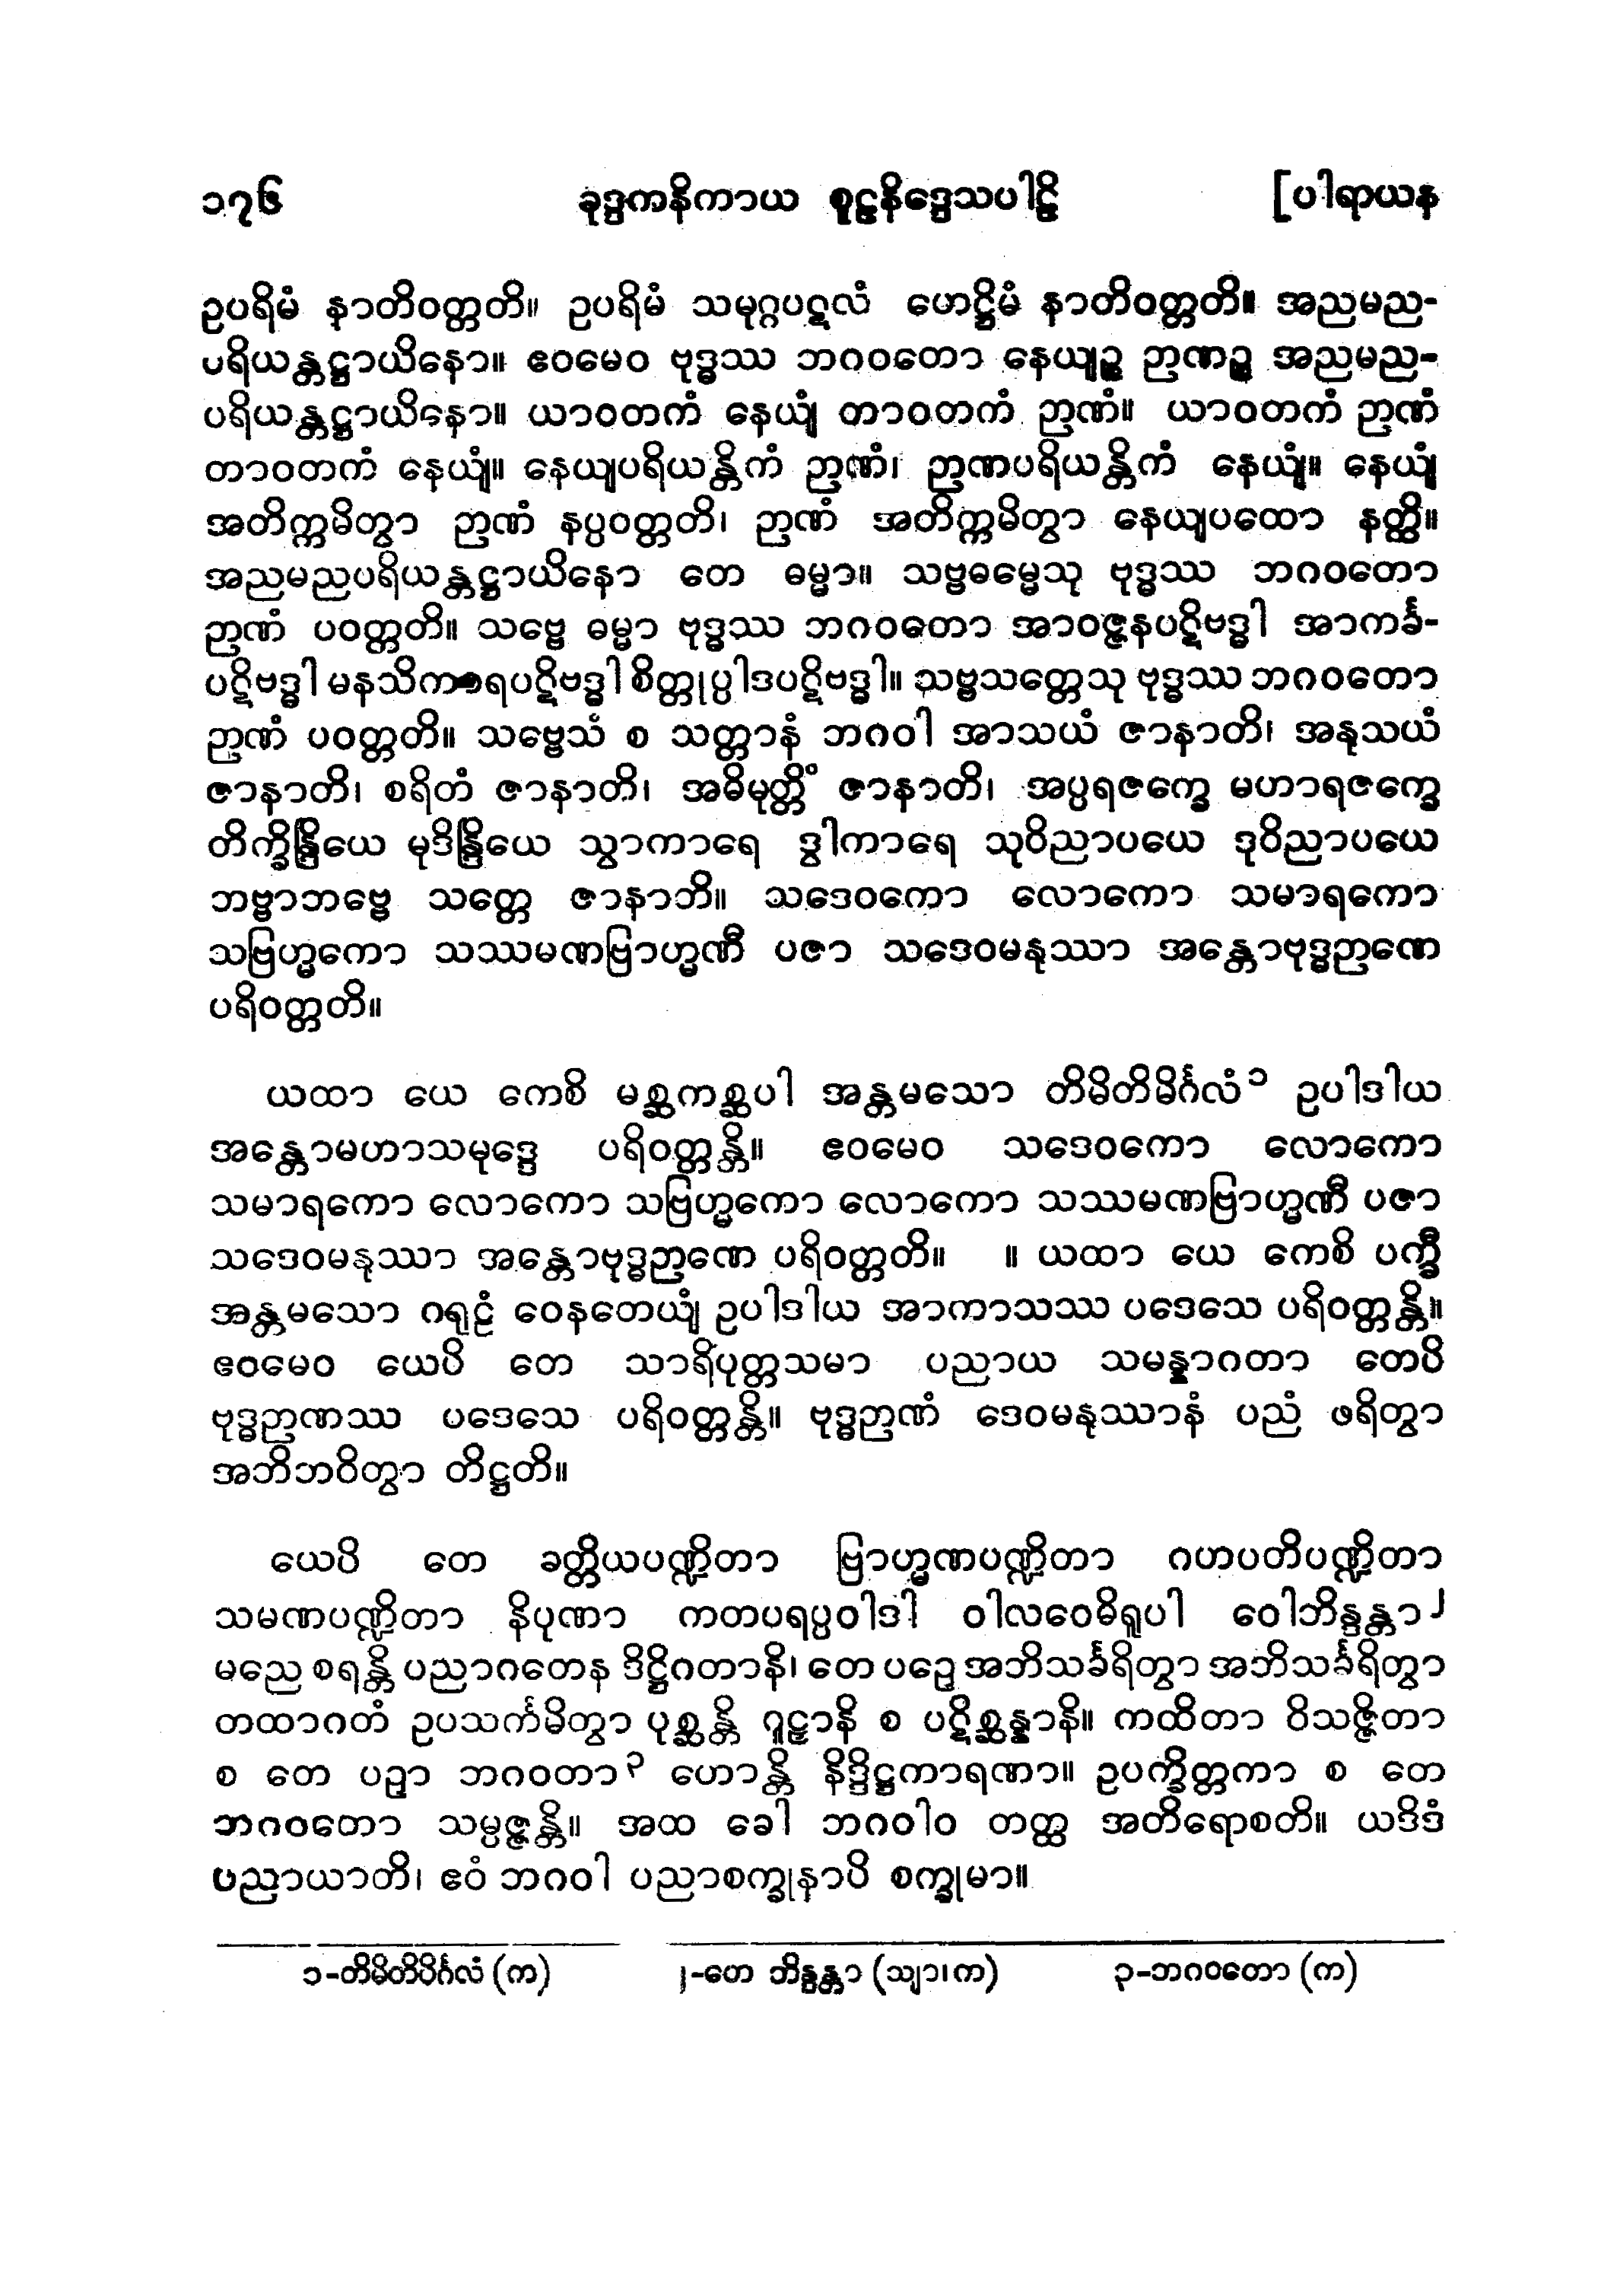 ၁၇၆ ခုဒ္ဒကနိကာယ စူဠနိဒ္ဒေသပါဠိ [ပါရာယန
ဥပရိမံ နာတိဝတ္တတိ။ ဥပရိမံ သမုဂ္ဂပဋလံ ဟေဋ္ဌိမံ နာတိဝတ္တတိ။ အညမည-
ပရိယန္တဋ္ဌာယိနော။ ဧဝမေဝ ဗုဒ္ဓဿ ဘဂဝတော နေယျဉ္စ ဉာဏဉ္စ အညမည-
ပရိယန္တဋ္ဌာယိနော။ ယာဝတကံ နေယျံ တာဝတကံ ဉာဏံ။ ယာဝတကံ ဉာဏံ
တာဝတကံ နေယျံ။ နေယျပရိယန္တိကံ ဉာဏံ၊ ဉာဏပရိယန္တိကံ နေယျံ။ နေယျံ
အတိက္ကမိတွာ ဉာဏံ နပ္ပဝတ္တတိ၊ ဉာဏံ အတိက္ကမိတွာ နေယျပထော နတ္ထိ။
အညမညပရိယန္တဋ္ဌာယိနော တေ ဓမ္မာ။ သဗ္ဗဓမ္မေသု ဗုဒ္ဓဿ ဘဂဝတော
ဉာဏံ ပဝတ္တတိ။ သဗ္ဗေ ဓမ္မာ ဗုဒ္ဓဿ ဘဂဝတော အာဝဇ္ဇနပဋိဗဒ္ဓါ အာကင်္ခ-
ပဋိဗဒ္ဓါ မနသိကာရပဋိဗဒ္ဓါ စိတ္တုပ္ပါဒပဋိဗဒ္ဓါ။ သဗ္ဗသတ္တေသု ဗုဒ္ဓဿ ဘဂဝတော
ဉာဏံ ပဝတ္တတိ။ သဗ္ဗေသံ စ သတ္တာနံ ဘဂဝါ အာသယံ ဇာနာတိ၊ အနုသယံ
ဇာနာတိ၊ စရိတံ ဇာနာတိ၊ အဓိမုတ္တိံ ဇာနာတိ၊ အပ္ပရဇက္ခေ မဟာရဇက္ခေ
တိက္ခိန္ဒြိယေ မုဒိန္ဒြိယေ သွာကာရေ ဒွါကာရေ သုဝိညာပယေ ဒုဝိညာပယေ
ဘဗ္ဗာဘဗ္ဗေ သတ္တေ ဇာနာတိ။ သဒေဝကော လောကော သမာရကော
သဗြဟ္မကော သဿမဏဗြာဟ္မဏီ ပဇာ သဒေဝမနုဿာ အန္တောဗုဒ္ဓဉာဏေ
ပရိဝတ္တတိ။
ယထာ ယေ ကေစိ မစ္ဆကစ္ဆပါ အန္တမသော တိမိတိမိင်္ဂလံ၁ ဥပါဒါယ
အန္တောမဟာသမုဒ္ဒေ ပရိဝတ္တန္တိ။ ဧဝမေဝ သဒေဝကော လောကော
သမာရကော လောကော သဗြဟ္မကော လောကော သဿမဏဗြာဟ္မဏီ ပဇာ
သဒေဝမနုဿာ အန္တောဗုဒ္ဓဉာဏေ ပရိဝတ္တတိ။ ။ ယထာ ယေ ကေစိ ပက္ခီ
အန္တမသော ဂရုဠံ ဝေနတေယျံ ဥပါဒါယ အာကာသဿ ပဒေသေ ပရိဝတ္တန္တိ။
ဧဝမေဝ ယေပိ တေ သာရိပုတ္တသမာ ပညာယ သမန္နာဂတာ တေပိ
ဗုဒ္ဓဉာဏဿ ပဒေသေ ပရိဝတ္တန္တိ။ ဗုဒ္ဓဉာဏံ ဒေဝမနုဿာနံ ပညံ ဖရိတွာ
အဘိဘဝိတွာ တိဋ္ဌတိ။
ယေပိ တေ ခတ္တိယပဏ္ဍိတာ ဗြာဟ္မဏပဏ္ဍိတာ ဂဟပတိပဏ္ဍိတာ
သမဏပဏ္ဍိတာ နိပုဏာ ကတပရပ္ပဝါဒါ ဝါလဝေဓိရူပါ ဝေါဘိန္ဒန္တာ၂
မညေ စရန္တိ ပညာဂတေန ဒိဋ္ဌိဂတာနိ၊ တေ ပဉှေ အဘိသင်္ခရိတွာ အဘိသင်္ခရိတွာ
တထာဂတံ ဥပသင်္ကမိတွာ ပုစ္ဆန္တိ ဂူဠှာနိ စ ပဋိစ္ဆန္နာနိ။ ကထိတာ ဝိသဇ္ဇိတာ
စ တေ ပဉှာ ဘဂဝတာ၃ ဟောန္တိ နိဒ္ဒိဋ္ဌကာရဏာ။ ဥပက္ခိတ္တကာ စ တေ
ဘဂဝတော သမ္ပဇ္ဇန္တိ။ အထ ခေါ ဘဂဝါဝ တတ္ထ အတိရောစတိ။ ယဒိဒံ
ပညာယာတိ၊ ဧဝံ ဘဂဝါ ပညာစက္ခုနာပိ စက္ခုမာ။
၁-တိမိတိပိင်္ဂလံ (က) ၂-တေ ဘိန္ဒန္တာ (သျာ၊က) ၃-ဘဂဝတော (က)